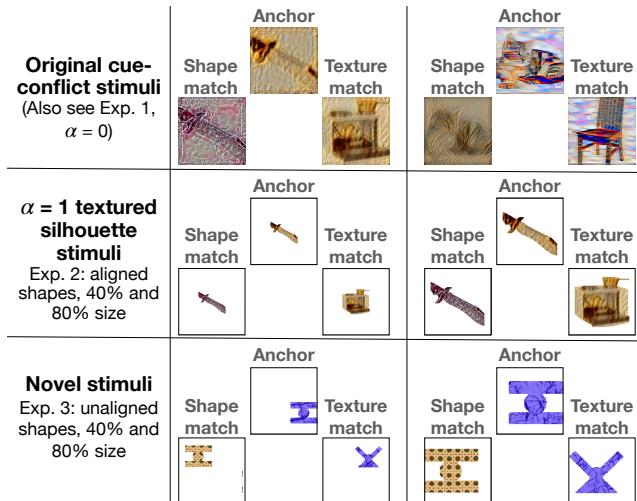 Original cue-
conflict stimuli
(Also see Exp. 1,
α = 0)
Anchor
Shape
match
Texture
match
Anchor
Shape
match
Texture
match
α = 1 textured
silhouette
stimuli
Exp. 2: aligned
shapes, 40% and
80% size
Anchor
Shape
match
Texture
match
Anchor
Shape
match
Texture
match
Novel stimuli
Exp. 3: unaligned
shapes, 40% and
80% size
Anchor
Shape
match
Texture
match
Anchor
Shape
match
Texture
match